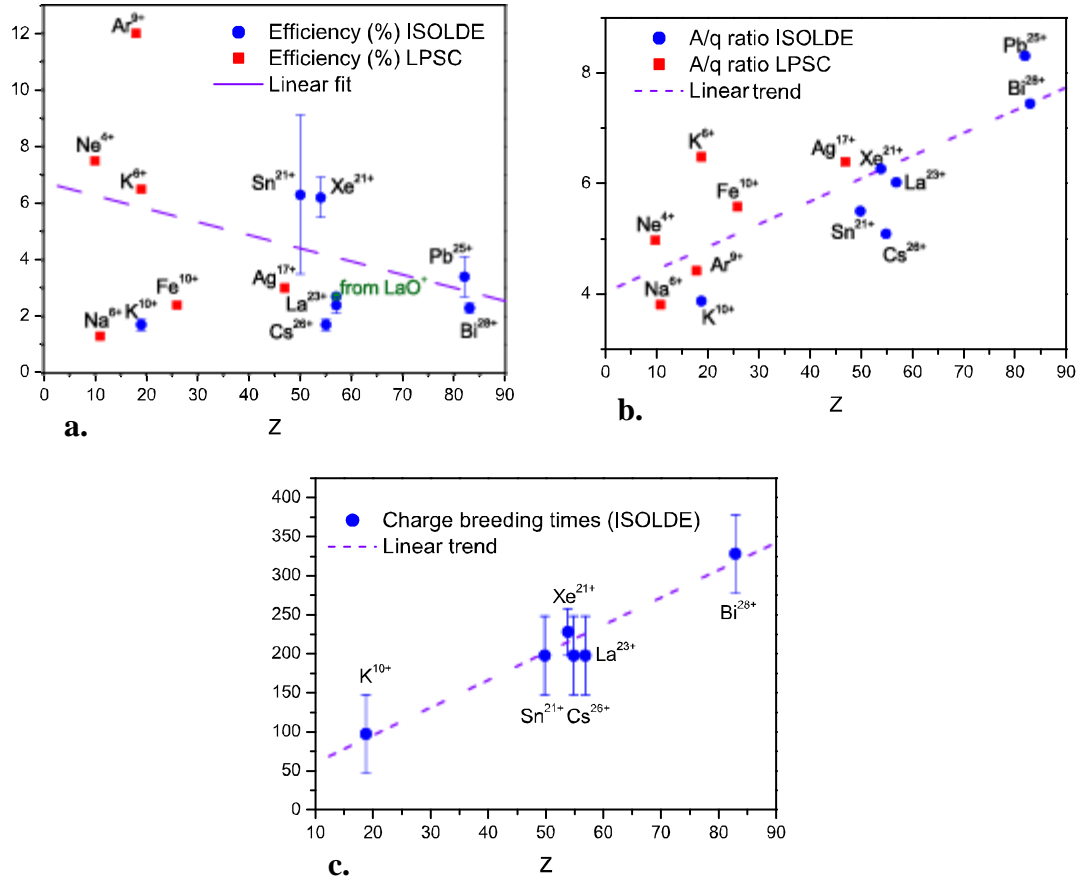 Ar⁹⁺
Efficiency (%) ISOLDE
Efficiency (%) LPSC
Linear fit
Ne⁴⁺
K⁶⁺
Sn²¹⁺
Xe²¹⁺
Pb²⁵⁺
Ag¹⁷⁺
from LaO⁺
Fe¹⁰⁺
La²³⁺
Na⁶⁺
K¹⁰⁺
Cs²⁶⁺
Bi²⁸⁺
12
10
8
6
4
2
0
0 10 20 30 40 50 60 70 80 90
a.
Z
A/q ratio ISOLDE
A/q ratio LPSC
Linear trend
Pb²⁵⁺
Bi²⁸⁺
K⁶⁺
Ag¹⁷⁺
Xe²¹⁺
La²³⁺
Fe¹⁰⁺
Ne⁴⁺
Sn²¹⁺
Cs²⁶⁺
Ar⁹⁺
Na⁶⁺
K¹⁰⁺
8
6
4
0 10 20 30 40 50 60 70 80 90
b.
Z
Charge breeding times (ISOLDE)
Linear trend
Xe²¹⁺
Bi²⁸⁺
K¹⁰⁺
La²³⁺
Sn²¹⁺
Cs²⁶⁺
400
350
300
250
200
150
100
50
0
10 20 30 40 50 60 70 80 90
c.
Z